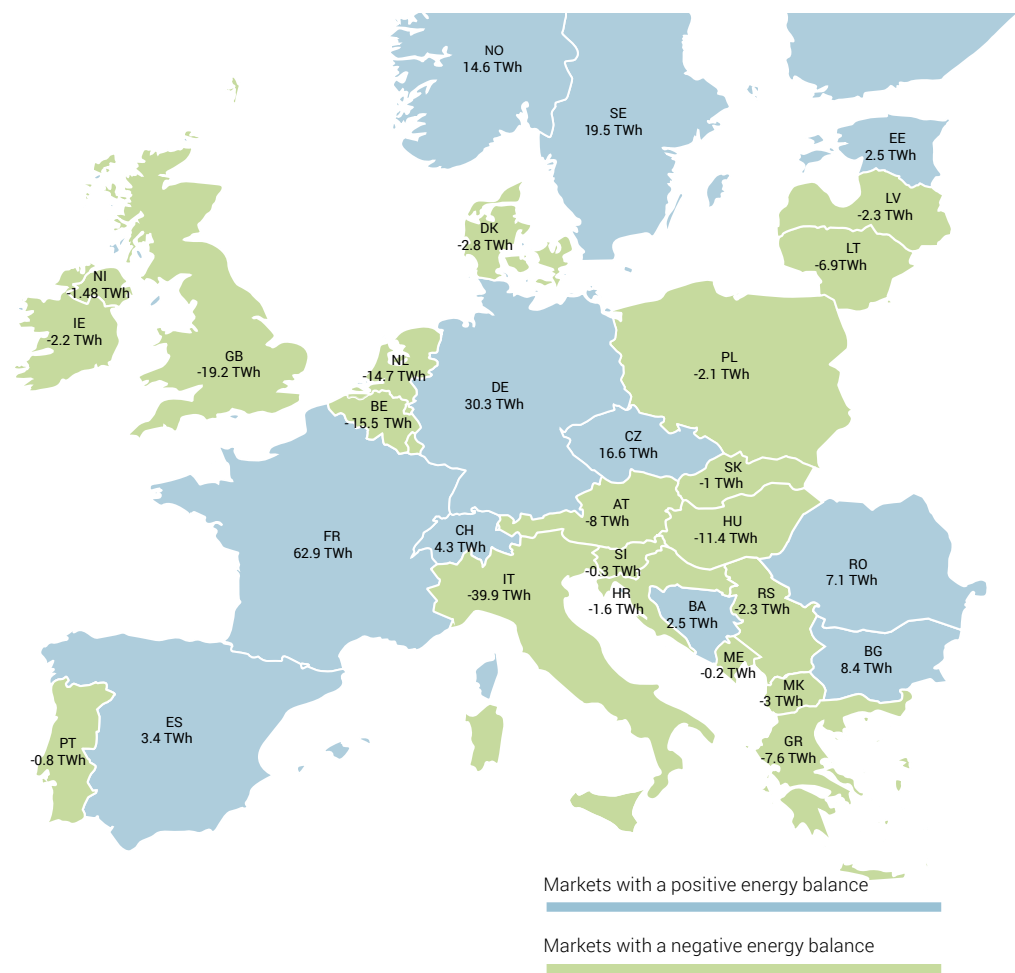 NO
14.6 TWh
SE
19.5 TWh
EE
2.5 TWh
LV
-2.3 TWh
DK
-2.8 TWh
LT
-6.9TWh
NI
-1.48 TWh
IE
-2.2 TWh
GB
-19.2 TWh
NL
-14.7 TWh
PL
-2.1 TWh
DE
30.3 TWh
BE
-15.5 TWh
CZ
16.6 TWh
SK
-1 TWh
AT
-8 TWh
HU
-11.4 TWh
FR
62.9 TWh
CH
4.3 TWh
SI
-0.3 TWh
RO
7.1 TWh
IT
-39.9 TWh
HR
-1.6 TWh
BA
2.5 TWh
RS
-2.3 TWh
ME
-0.2 TWh
BG
8.4 TWh
MK
-3 TWh
ES
3.4 TWh
PT
-0.8 TWh
GR
-7.6 TWh
Markets with a positive energy balance
Markets with a negative energy balance